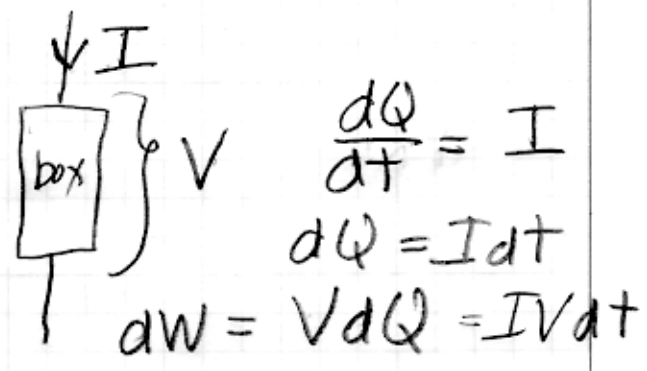 I
box
V
dQ/dt = I
dQ = Idt
dW = VdQ = IVdt